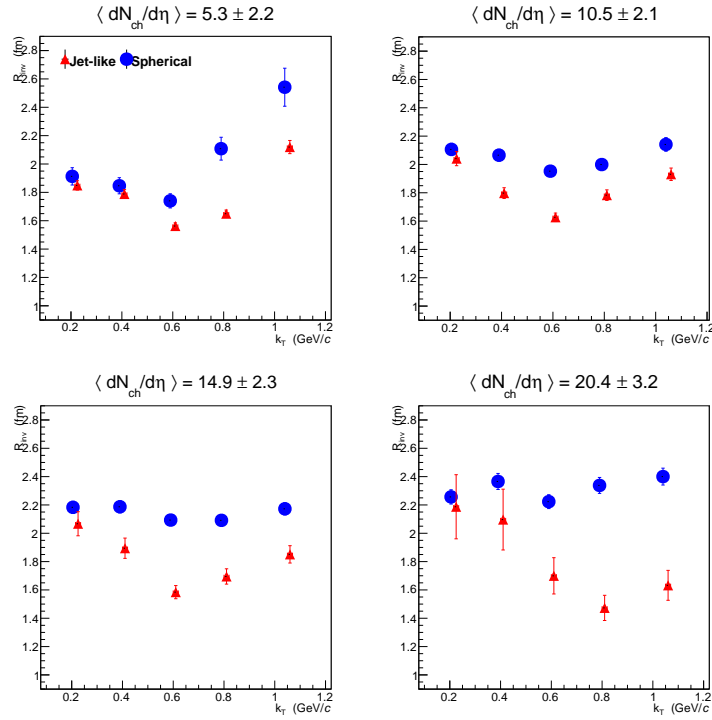 ⟨ dN_ch/dη ⟩ = 5.3 ± 2.2
R_inv (fm)
Jet-like Spherical
2.8
2.6
2.4
2.2
2
1.8
1.6
1.4
1.2
1
0.2 0.4 0.6 0.8 1 1.2
k_T (GeV/c
⟨ dN_ch/dη ⟩ = 10.5 ± 2.1
R_inv (fm)
2.8
2.6
2.4
2.2
2
1.8
1.6
1.4
1.2
1
0.2 0.4 0.6 0.8 1 1.2
k_T (GeV/c
⟨ dN_ch/dη ⟩ = 14.9 ± 2.3
R_inv (fm)
2.8
2.6
2.4
2.2
2
1.8
1.6
1.4
1.2
1
0.2 0.4 0.6 0.8 1 1.2
k_T (GeV/c
⟨ dN_ch/dη ⟩ = 20.4 ± 3.2
R_inv (fm)
2.8
2.6
2.4
2.2
2
1.8
1.6
1.4
1.2
1
0.2 0.4 0.6 0.8 1 1.2
k_T (GeV/c